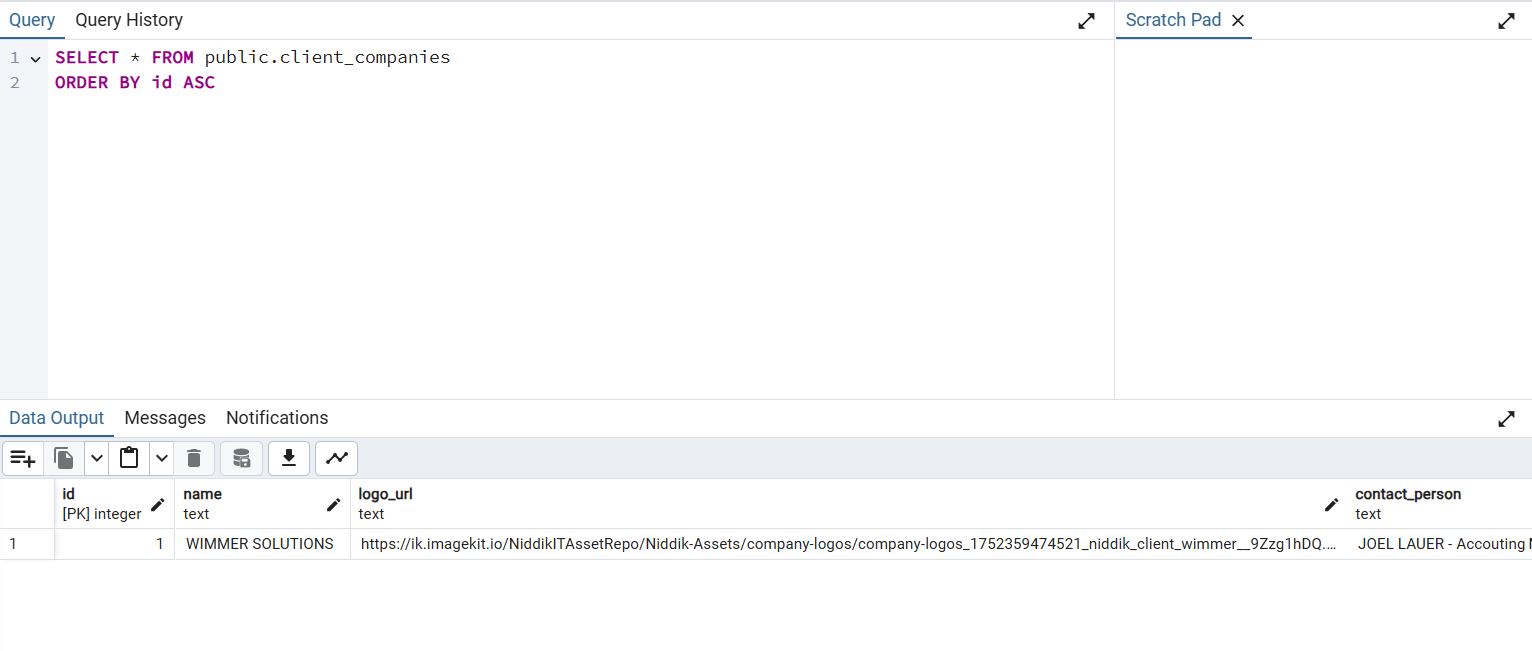 Query Query History
Scratch Pad
1 SELECT * FROM public.client_companies
2 ORDER BY id ASC
Data Output Messages Notifications
id name logo_url contact_person
[PK] integer text text text
1 1 WIMMER SOLUTIONS https://ik.imagekit.io/NiddikITAssetRepo/Niddik-Assets/company-logos/company-logos_1752359474521_niddik_client_wimmer__9Zzg1hDQ.... JOEL LAUER - Accouting